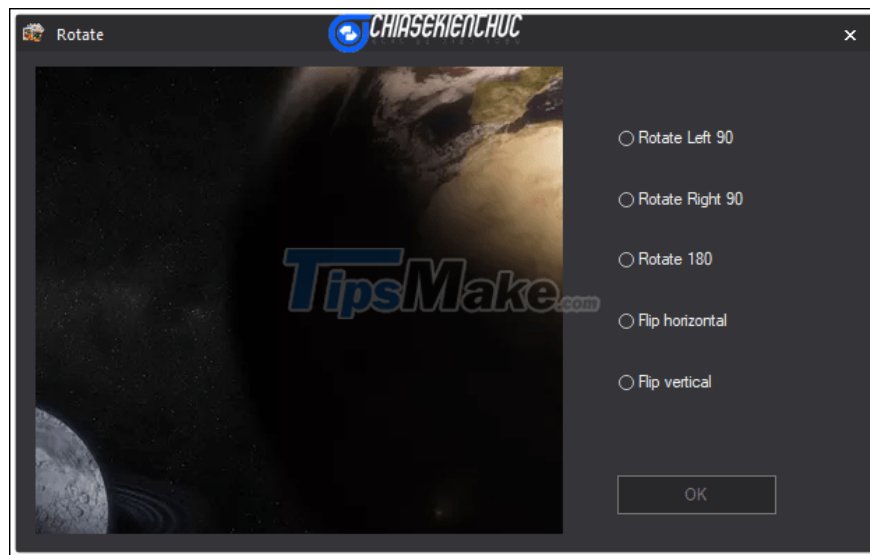 Rotate
CHIASEKIENTHUC
×
Rotate Left 90
Rotate Right 90
Rotate 180
TipsMake.com
Flip horizontal
Flip vertical
OK